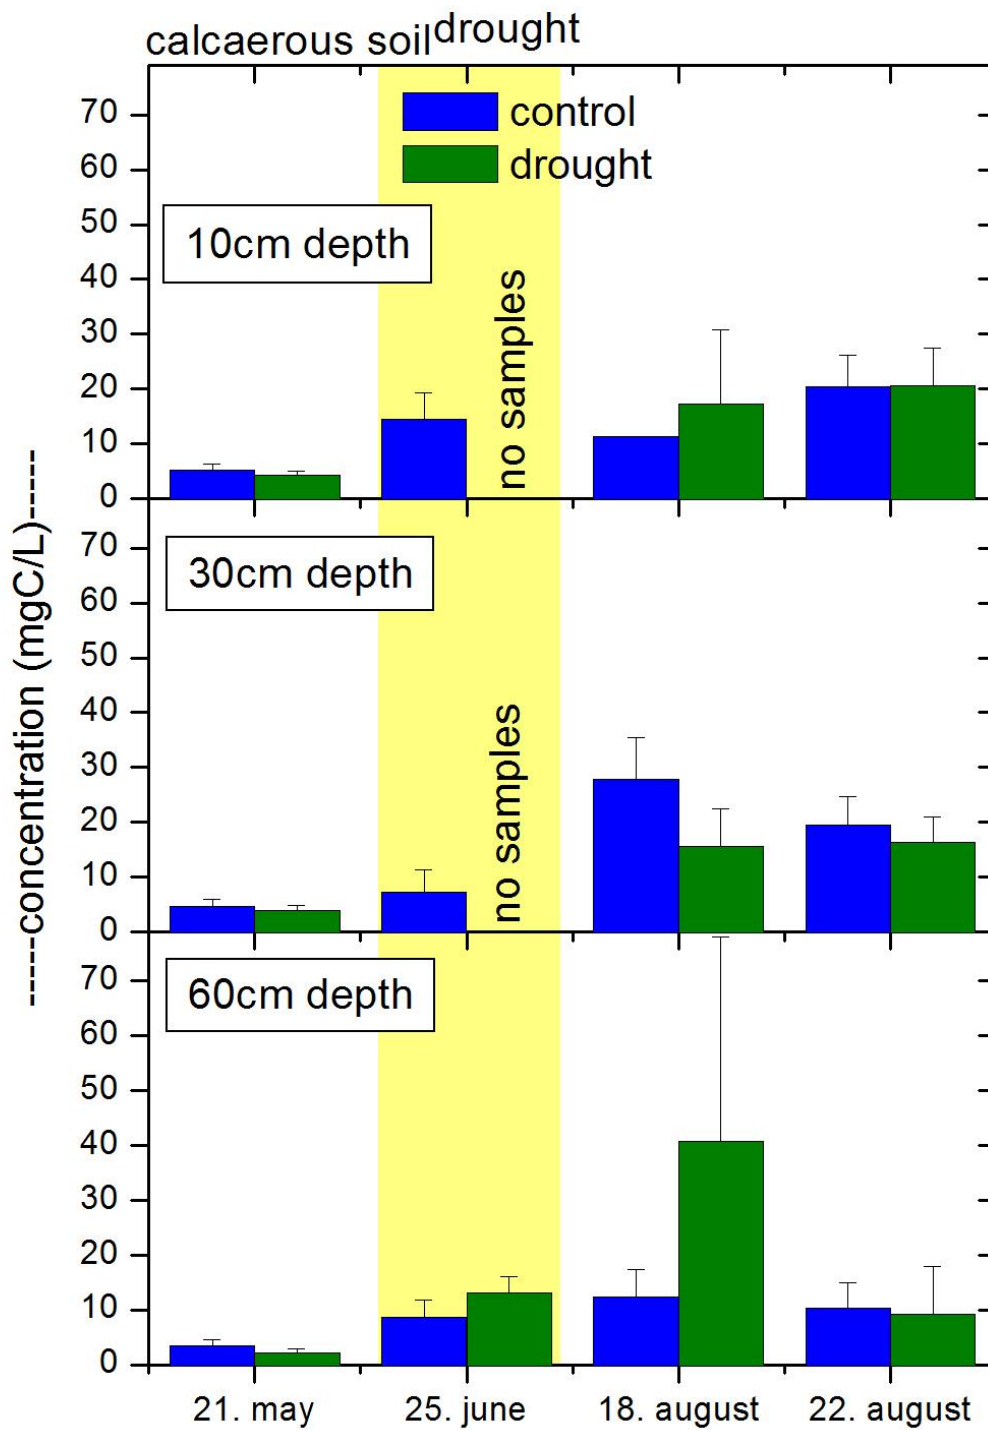 calcaerous soil drought
control
drought
70
60
50
40
30
20
10
0
10cm depth
no samples
70
60
50
40
30
20
10
0
30cm depth
no samples
70
60
50
40
30
20
10
0
60cm depth
-----concentration (mgC/L)-----
21. may 25. june 18. august 22. august